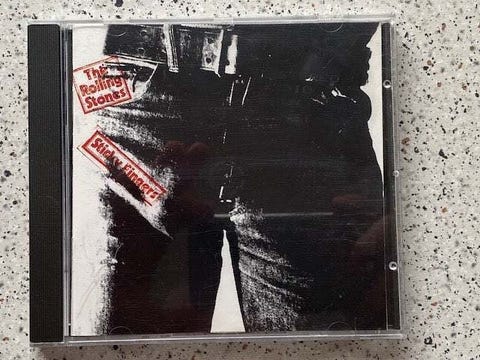 The
Rolling
Stones
Sticky Fingers